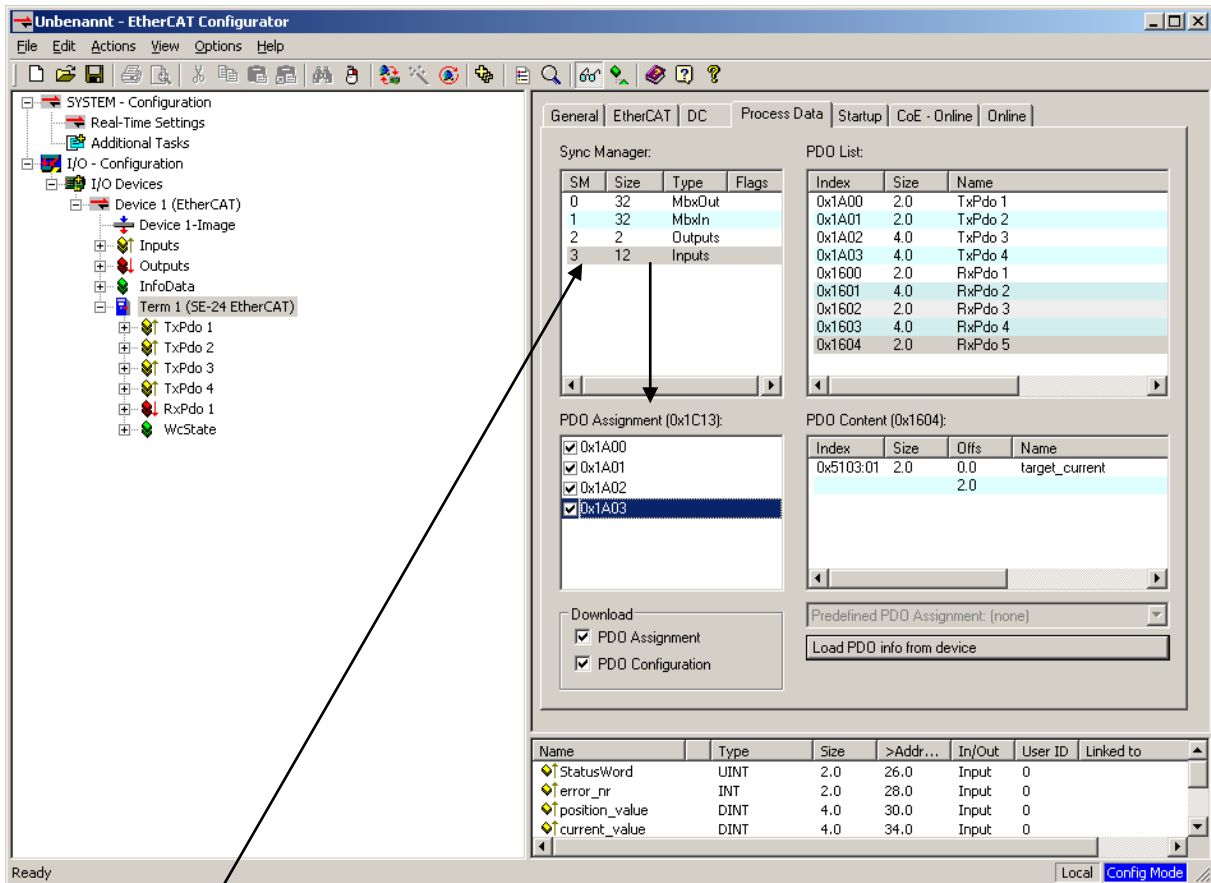 Unbenannt - EtherCAT Configurator
File Edit Actions View Options Help
SYSTEM - Configuration
Real-Time Settings
Additional Tasks
I/O - Configuration
I/O Devices
Device 1 (EtherCAT)
Device 1-Image
Inputs
Outputs
InfoData
Term 1 (SE-24 EtherCAT)
TxPdo 1
TxPdo 2
TxPdo 3
TxPdo 4
RxPdo 1
WcState
General EtherCAT DC Process Data Startup CoE - Online Online
Sync Manager:
SM Size Type Flags
0 32 MbxOut
1 32 MbxIn
2 2 Outputs
3 12 Inputs
PDO List:
Index Size Name
0x1A00 2.0 TxPdo 1
0x1A01 2.0 TxPdo 2
0x1A02 4.0 TxPdo 3
0x1A03 4.0 TxPdo 4
0x1600 2.0 RxPdo 1
0x1601 4.0 RxPdo 2
0x1602 2.0 RxPdo 3
0x1603 4.0 RxPdo 4
0x1604 2.0 RxPdo 5
PDO Assignment (0x1C13):
0x1A00
0x1A01
0x1A02
0x1A03
PDO Content (0x1604):
Index Size Offs Name
0x5103:01 2.0 0.0 target_current
2.0
Download
PDO Assignment
PDO Configuration
Predefined PDO Assignment: (none)
Load PDO info from device
Name Type Size >Addr... In/Out User ID Linked to
StatusWord UINT 2.0 26.0 Input 0
error_nr INT 2.0 28.0 Input 0
position_value DINT 4.0 30.0 Input 0
current_value DINT 4.0 34.0 Input 0
Ready
Local Config Mode